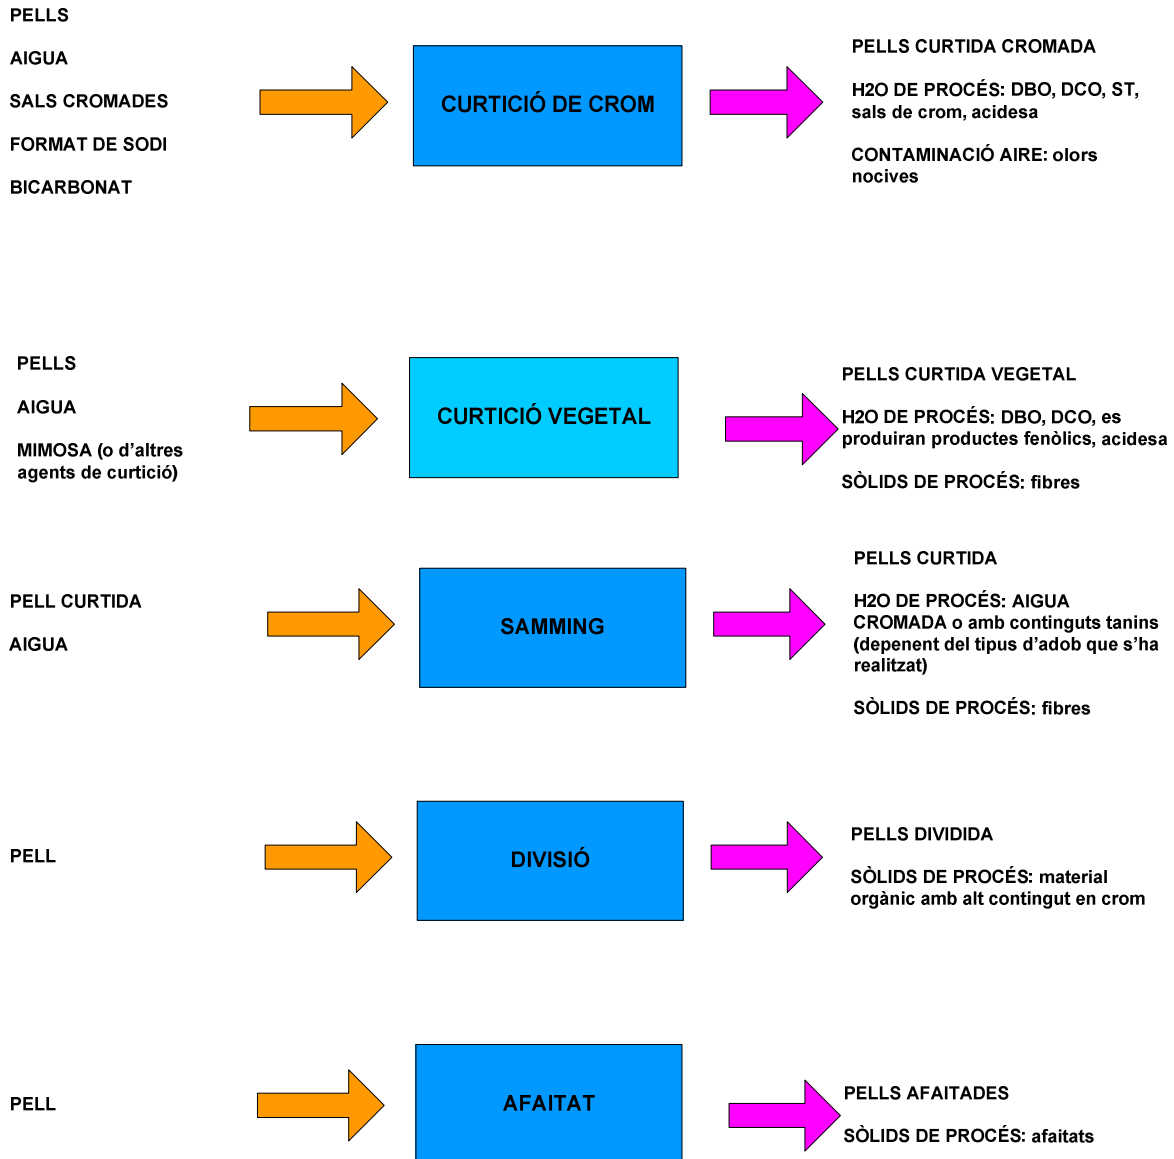 PELLS
AIGUA
SALS CROMADES
FORMAT DE SODI
BICARBONAT
CURTICIÓ DE CROM
PELLS CURTIDA CROMADA
H2O DE PROCÉS: DBO, DCO, ST,
sals de crom, acidesa
CONTAMINACIÓ AIRE: olors
nocives
PELLS
AIGUA
MIMOSA (o d'altres
agents de curtició)
CURTICIÓ VEGETAL
PELLS CURTIDA VEGETAL
H2O DE PROCÉS: DBO, DCO, es
produiran productes fenòlics, acidesa
SÒLIDS DE PROCÉS: fibres
PELL CURTIDA
AIGUA
SAMMING
PELLS CURTIDA
H2O DE PROCÉS: AIGUA
CROMADA o amb continguts tanins
(depenent del tipus d'adob que s'ha
realitzat)
SÒLIDS DE PROCÉS: fibres
PELL
DIVISIÓ
PELLS DIVIDIDA
SÒLIDS DE PROCÉS: material
orgànic amb alt contingut en crom
PELL
AFAITAT
PELLS AFAITADES
SÒLIDS DE PROCÉS: afaitats